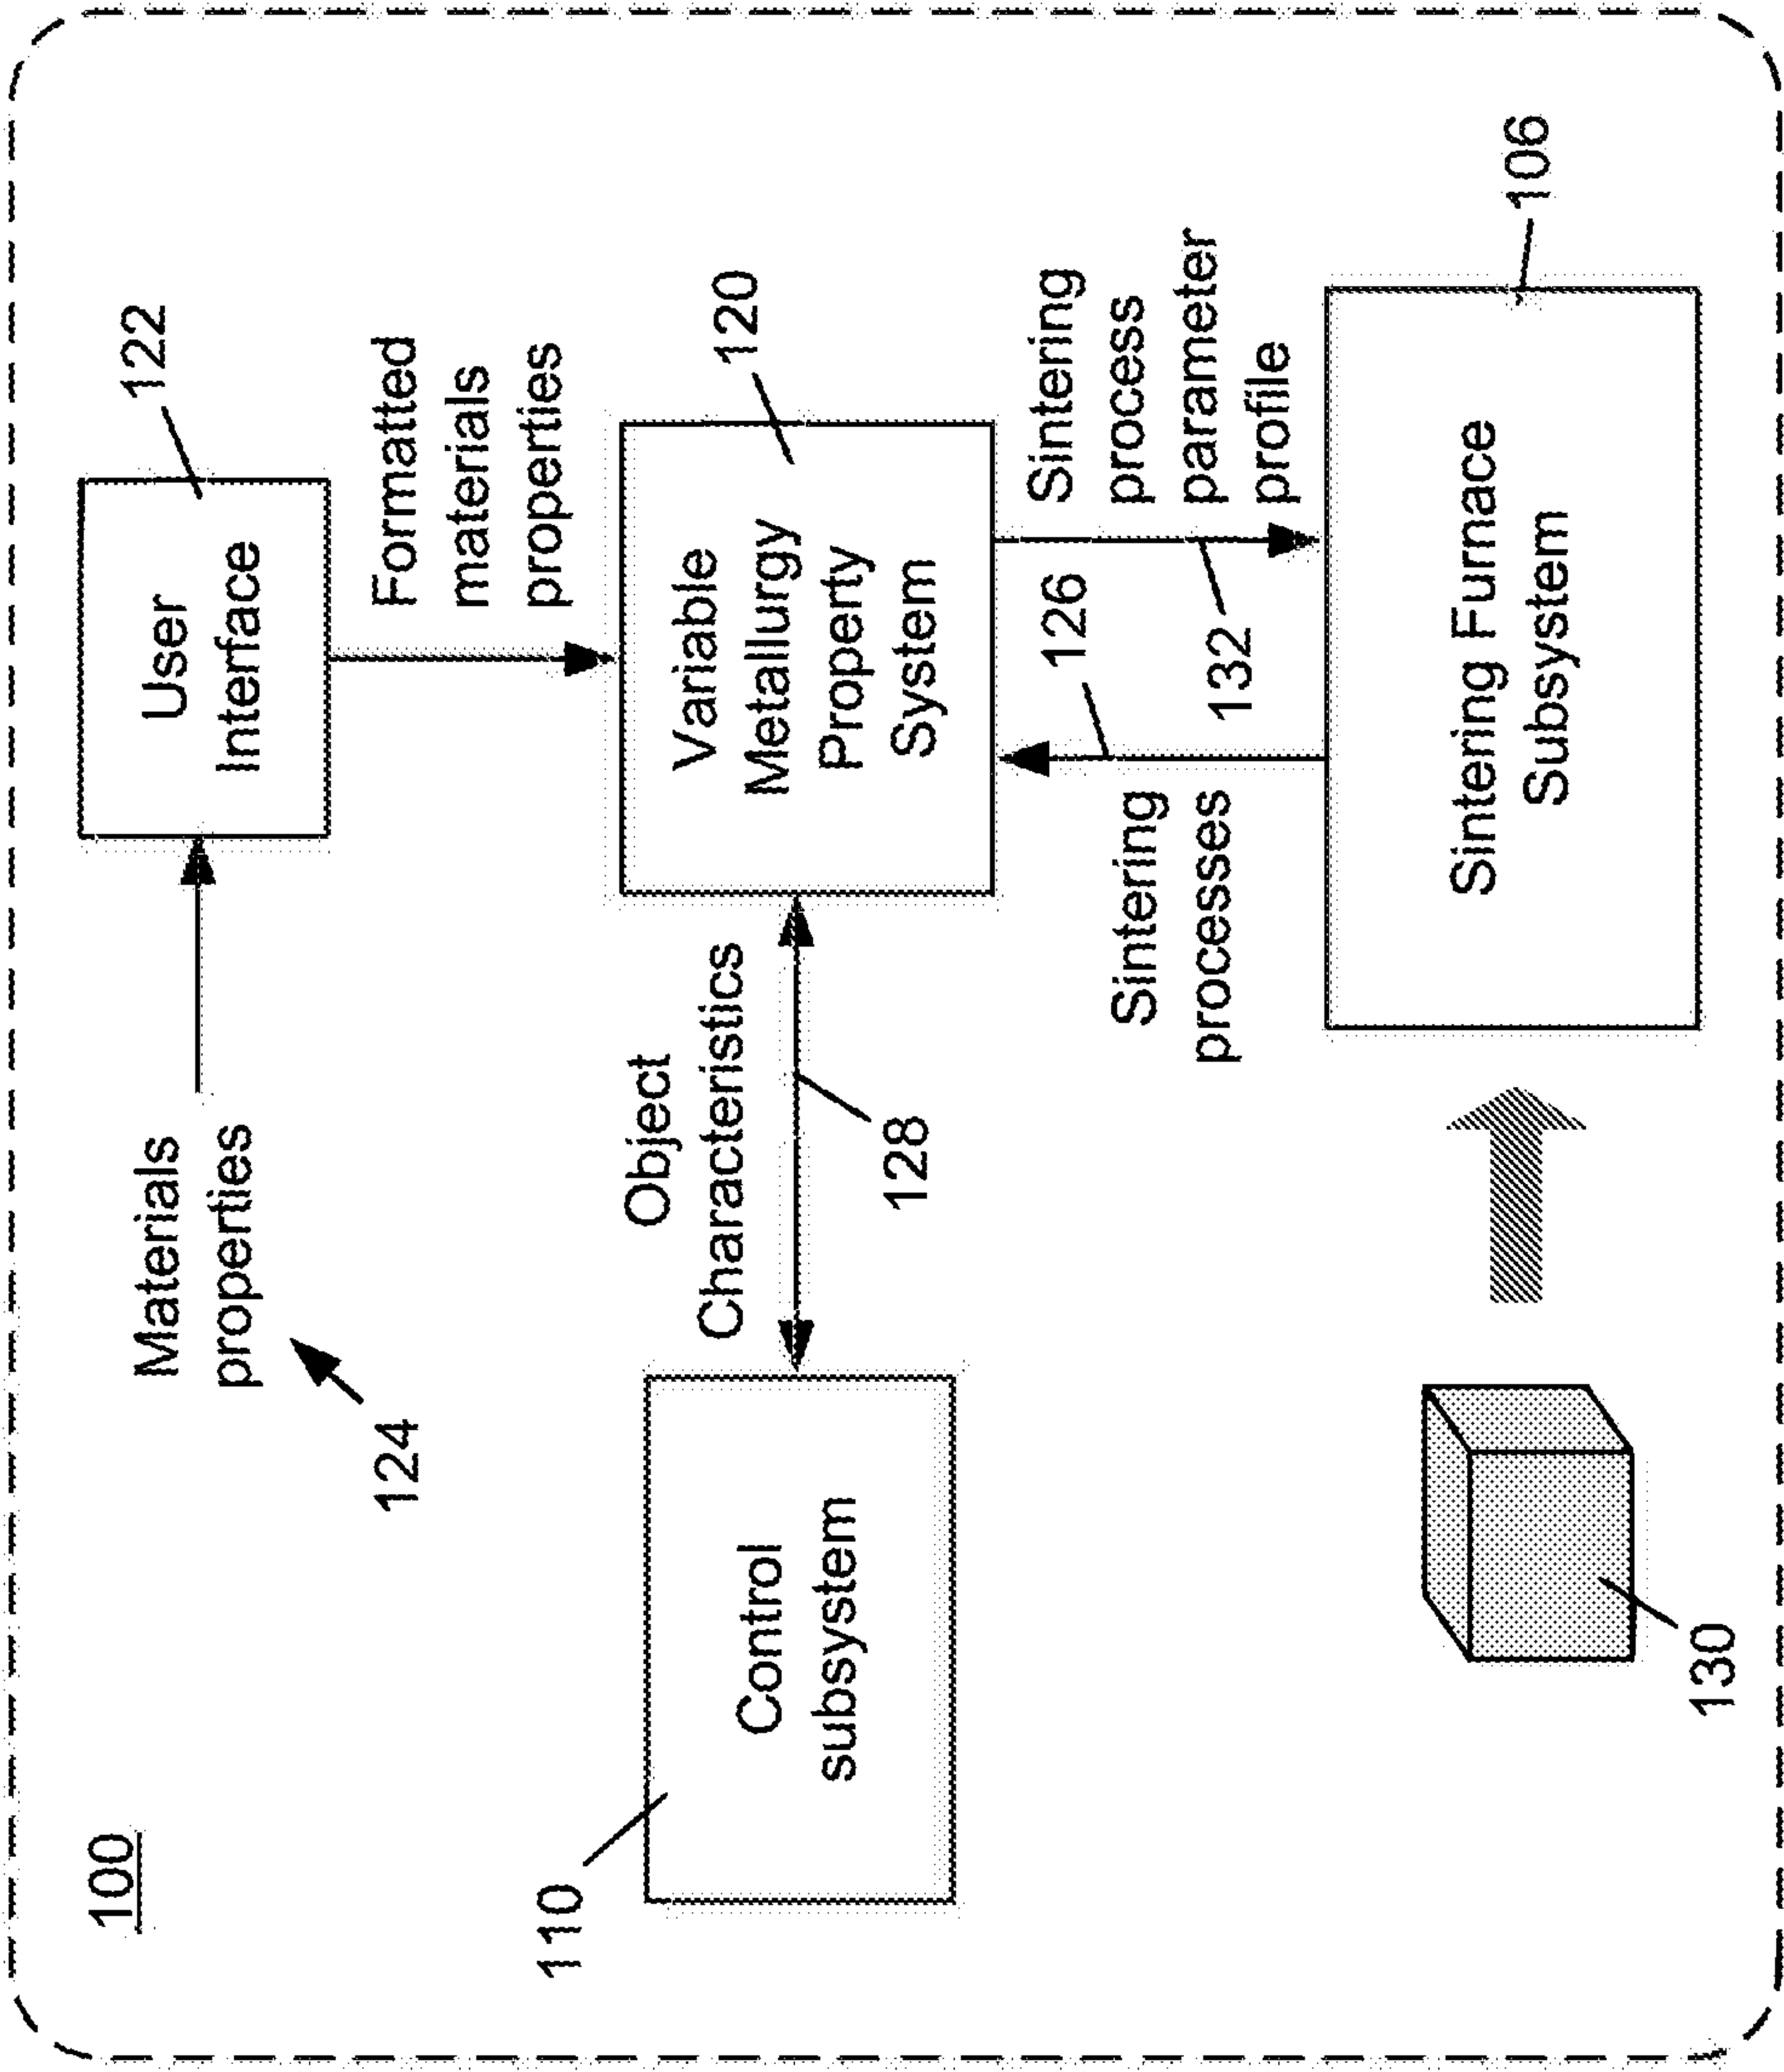 100
Materials
properties
124
User
Interface
122
Formatted
materials
properties
110
Control
subsystem
Object
Characteristics
128
Variable
Metallurgy
Property
System
120
Sintering
processes
126
132
Sintering
process
parameter
profile
130
Sintering Furnace
Subsystem
106